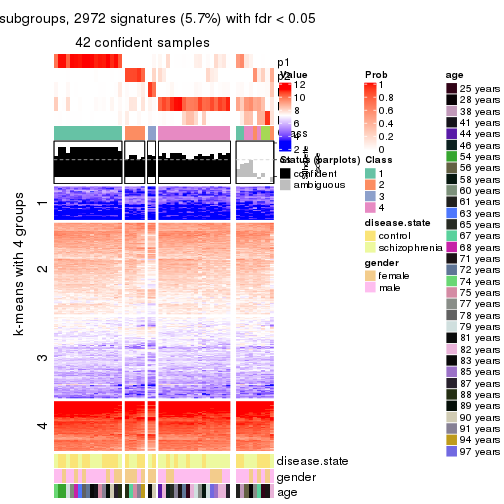 subgroups, 2972 signatures (5.7%) with fdr < 0.05
42 confident samples
p1
p2
k-means with 4 groups
1
2
3
4
Value
12
10
8
6
4
2
Status (barplots)
confident
ambiguous
Prob
1
0.8
0.6
0.4
0.2
0
Class
1
2
3
4
disease.state
control
schizophrenia
gender
female
male
age
25 years
28 years
38 years
41 years
44 years
46 years
54 years
56 years
58 years
60 years
61 years
63 years
65 years
67 years
68 years
71 years
72 years
74 years
75 years
77 years
78 years
79 years
81 years
82 years
83 years
85 years
87 years
88 years
89 years
90 years
91 years
94 years
97 years
disease.state
gender
age